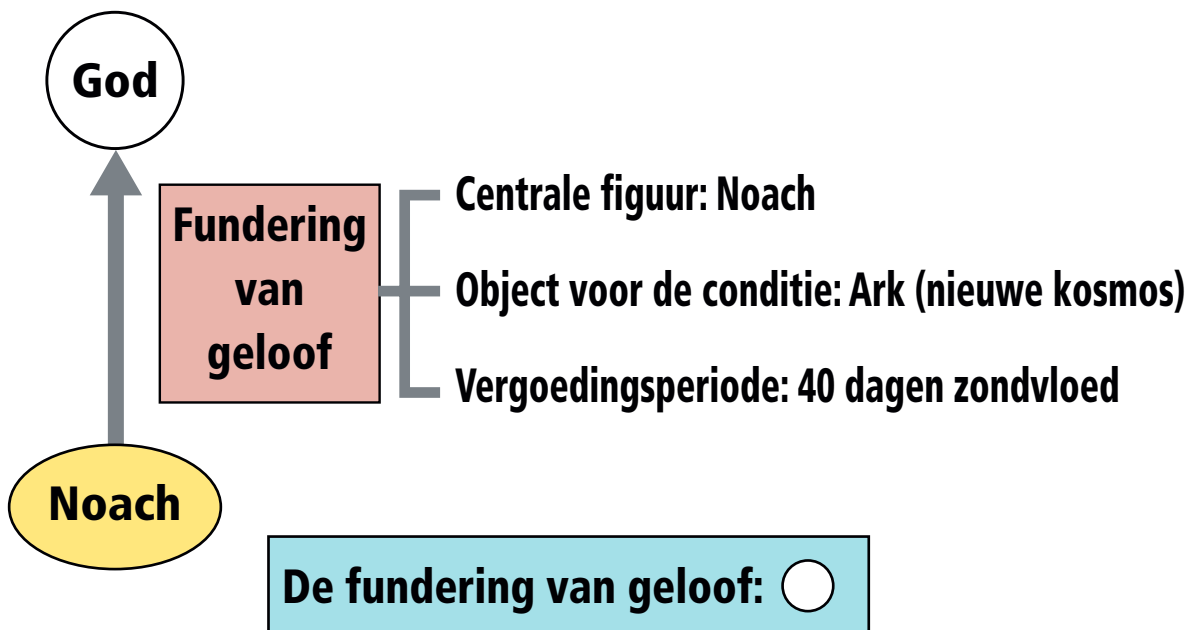 God
Fundering
van
geloof
Centrale figuur: Noach
Object voor de conditie: Ark (nieuwe kosmos)
Vergoedingsperiode: 40 dagen zondvloed
Noach
De fundering van geloof: